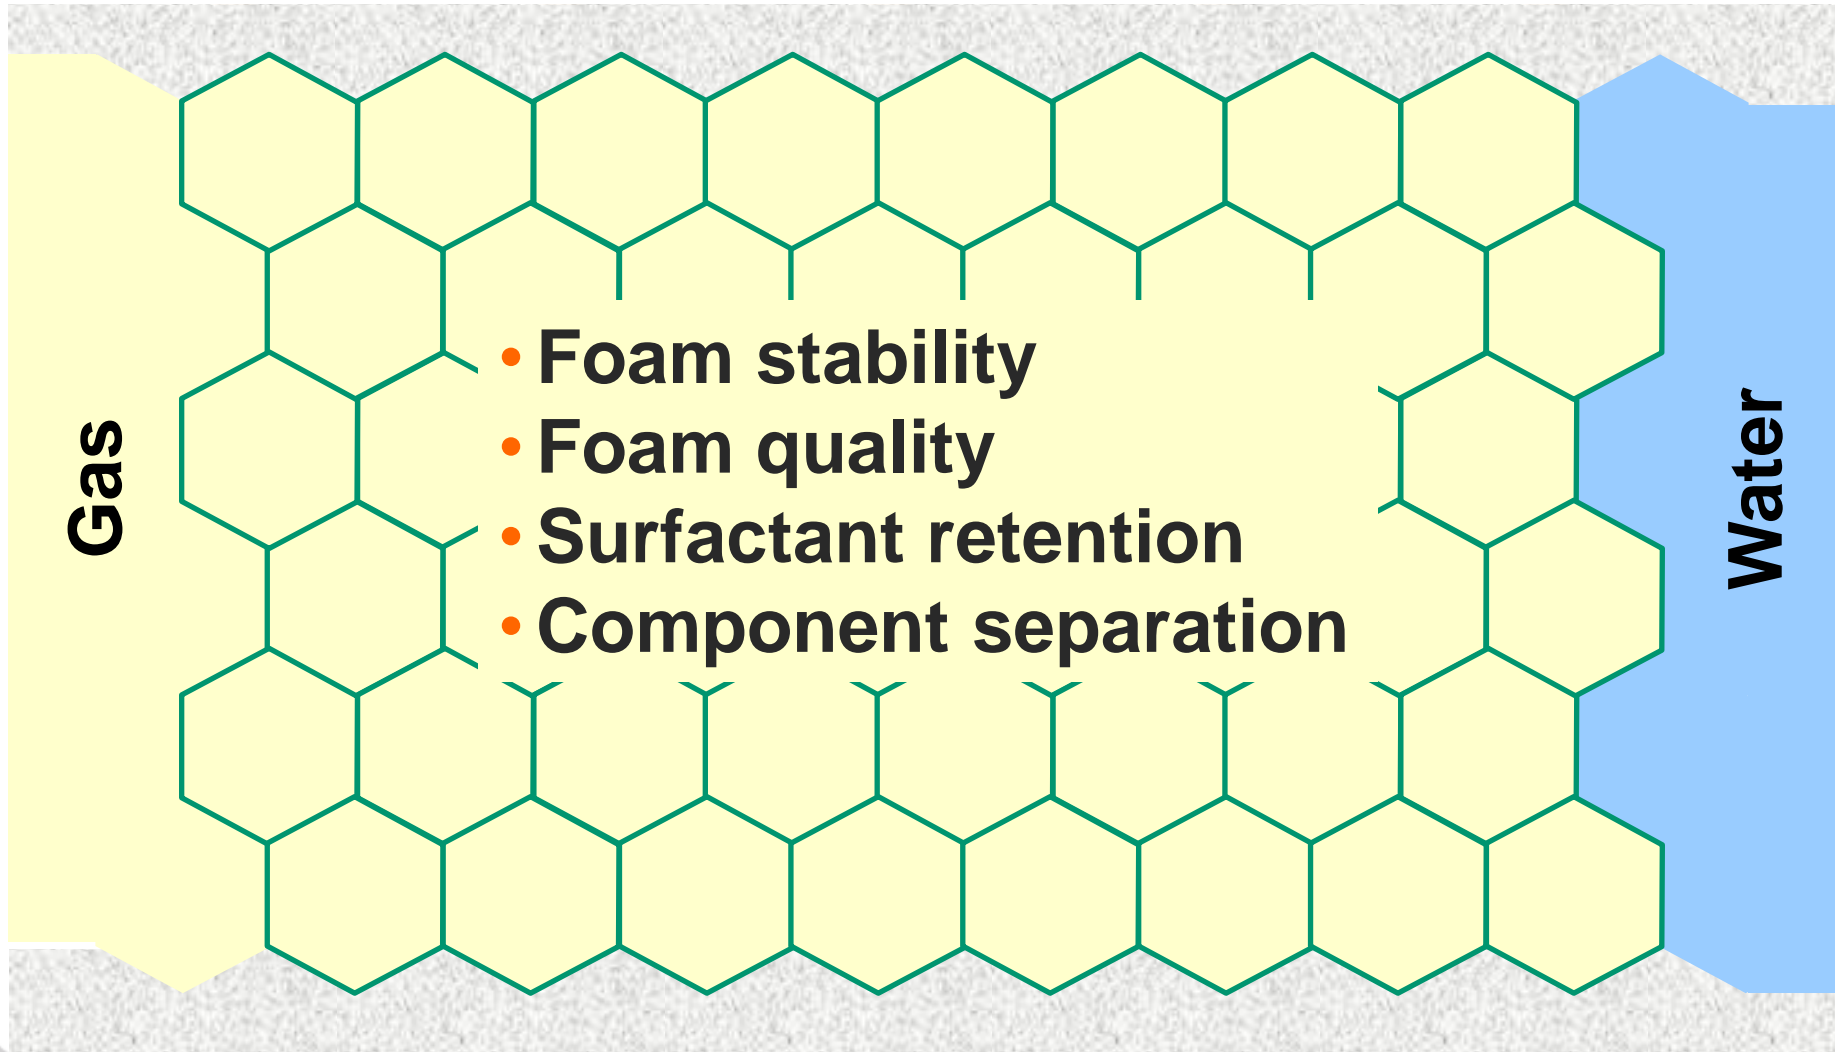 Gas
• Foam stability
• Foam quality
• Surfactant retention
• Component separation
Water